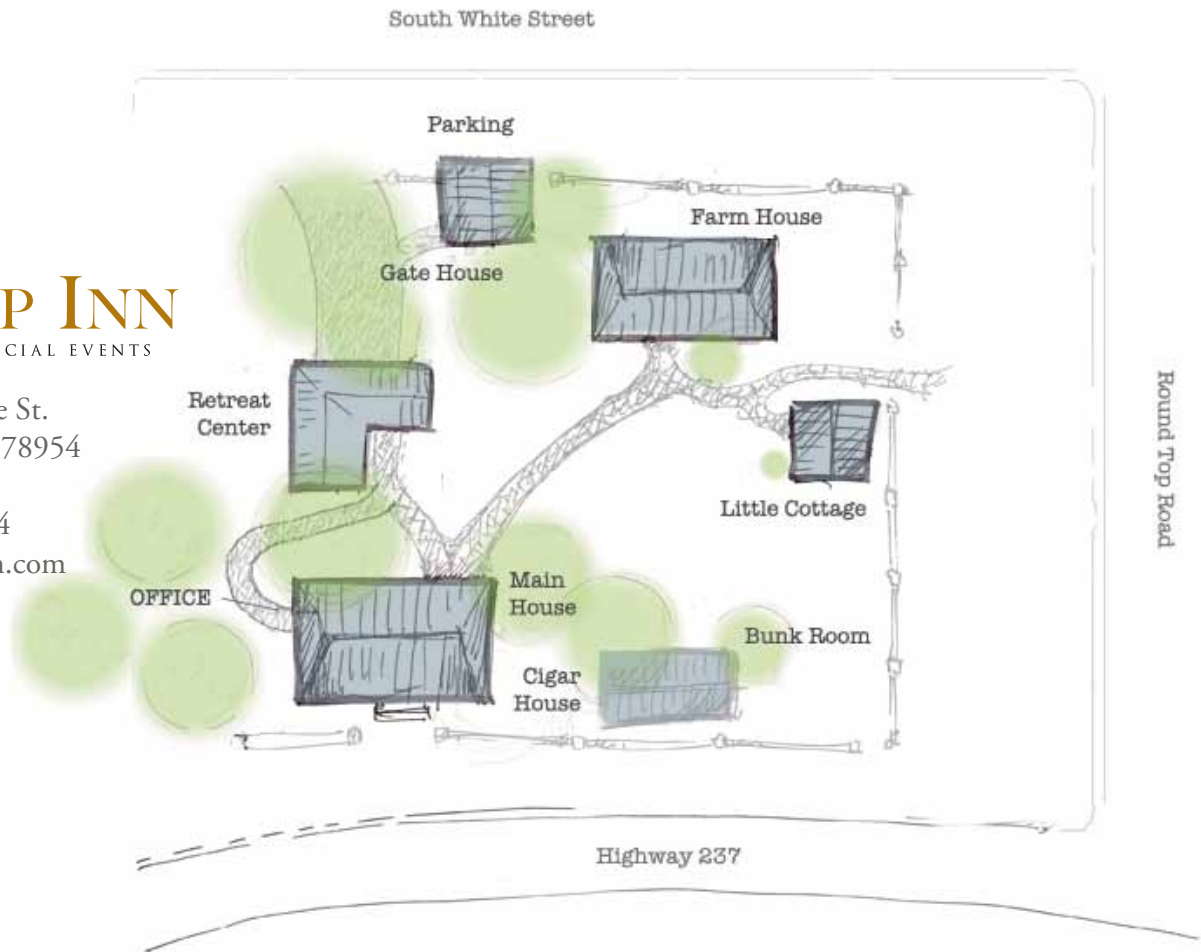 South White Street
Parking
Farm House
Gate House
P INN
CIAL EVENTS
Retreat
Center
e St.
78954
4
n.com
Round Top Road
Little Cottage
OFFICE
Main
House
Bunk Room
Cigar
House
Highway 237